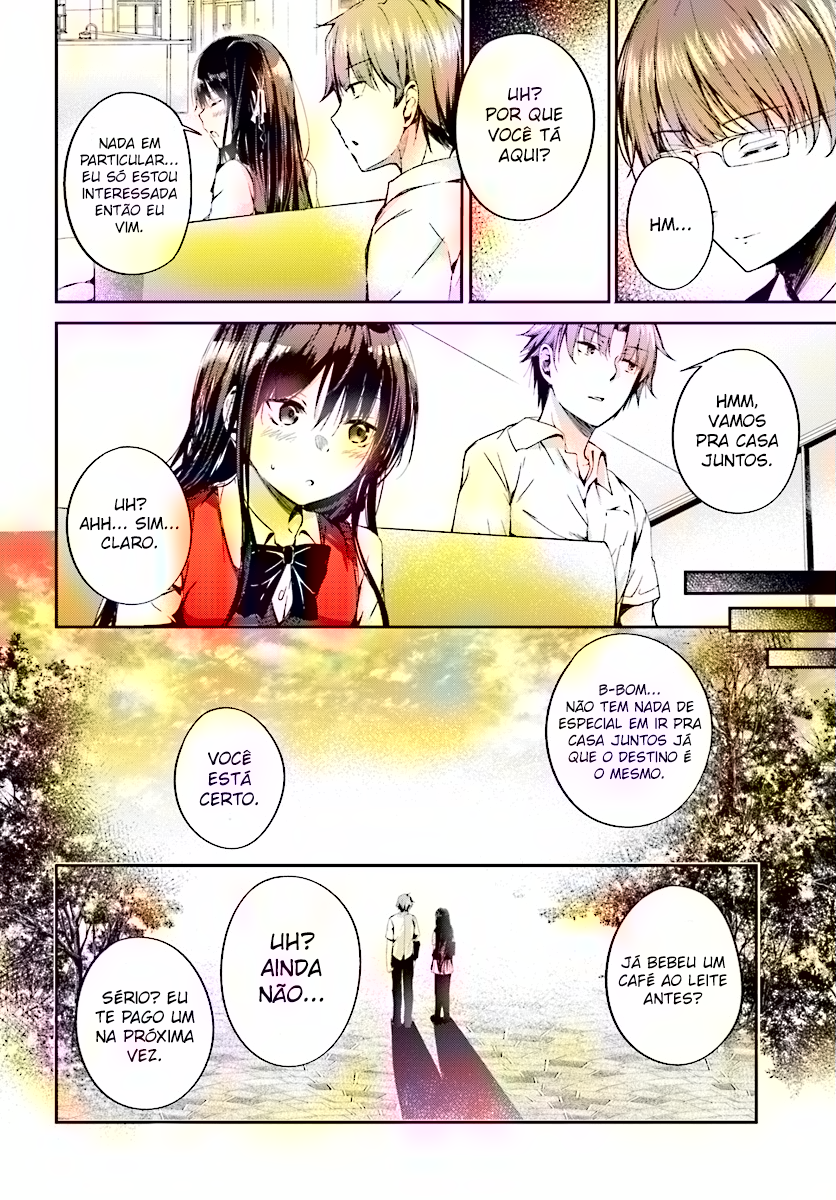 HM...
UH?
POR QUE
VOCÊ TÁ
AQUI?
NADA EM
PARTICULAR...
EU SÓ ESTOU
INTERESSADA
ENTÃO EU
VIM.
HMM,
VAMOS
PRA CASA
JUNTOS.
UH?
AHH... SIM...
CLARO.
B-BOM...
NÃO TEM NADA DE
ESPECIAL EM IR PRA
CASA JUNTOS JÁ
QUE O DESTINO É
O MESMO.
VOCÊ
ESTÁ
CERTO.
JÁ BEBEU UM
CAFÉ AO LEITE
ANTES?
UH?
AINDA
NÃO...
SÉRIO? EU
TE PAGO UM
NA PRÓXIMA
VEZ.